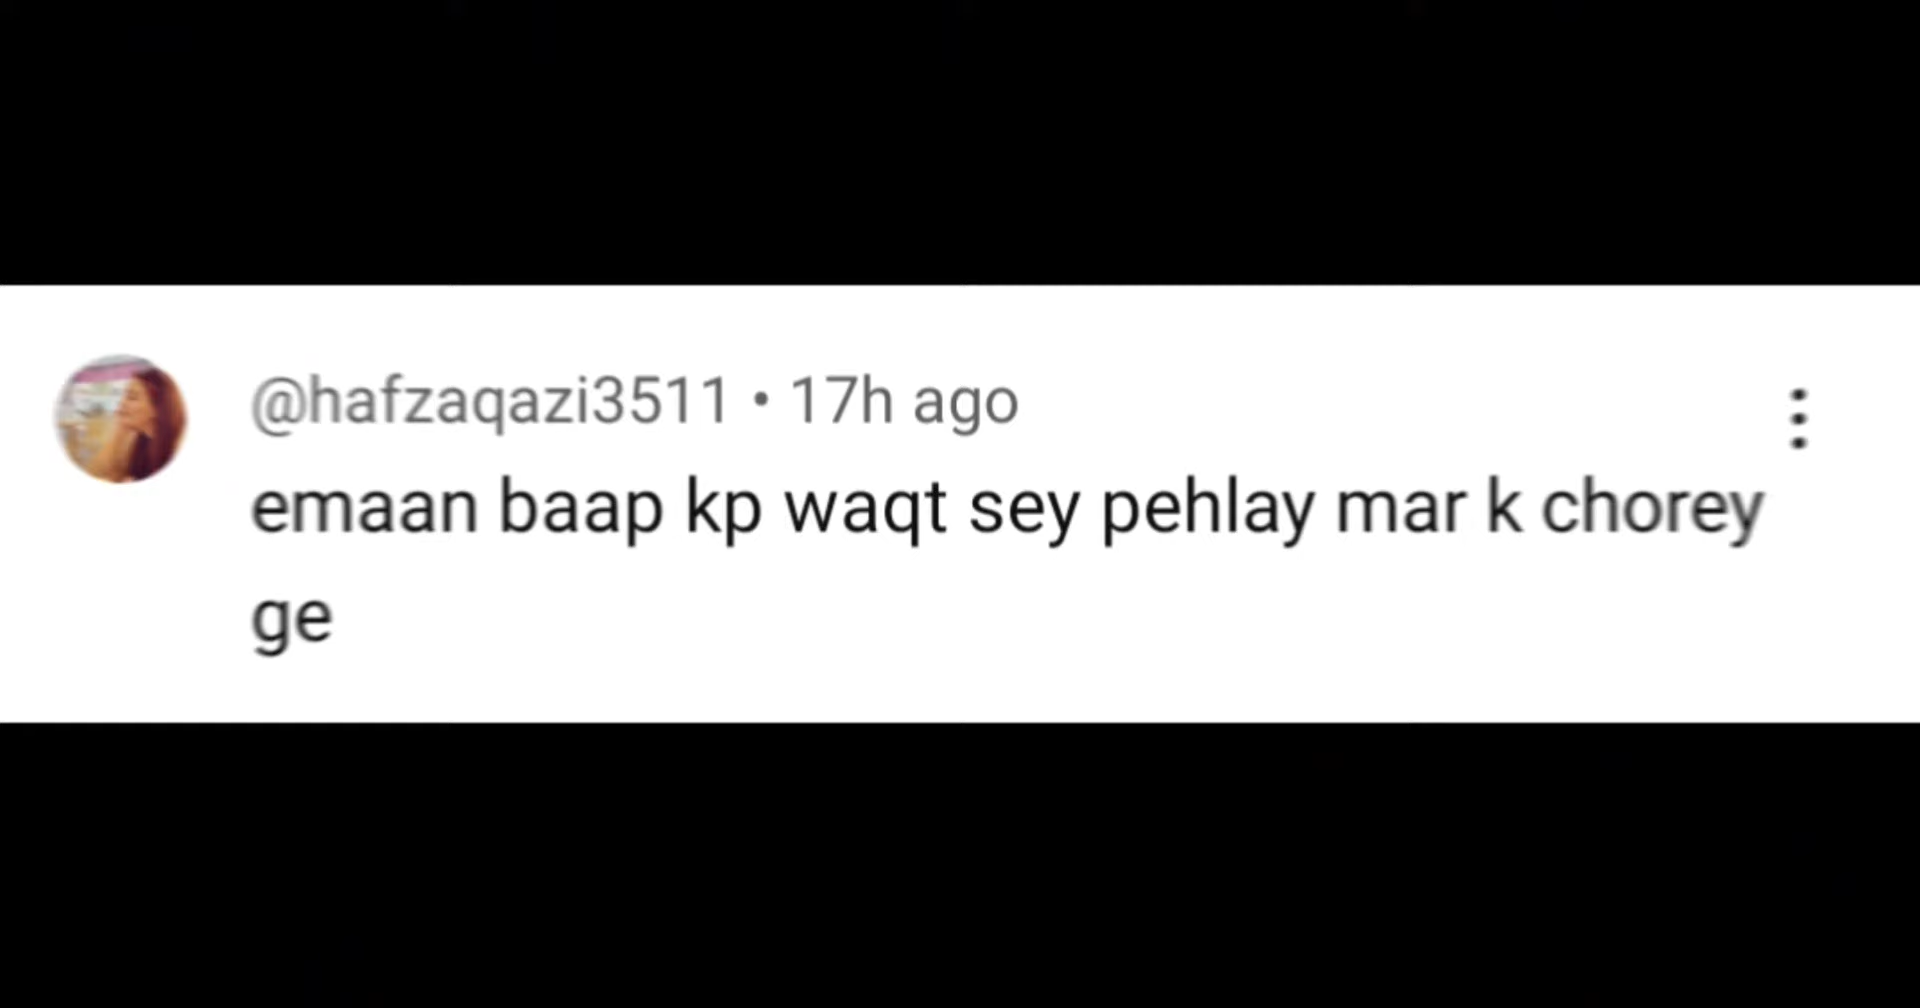 @hafzaqazi3511 • 17h ago
emaan baap kp waqt sey pehlay mar k chorey
ge